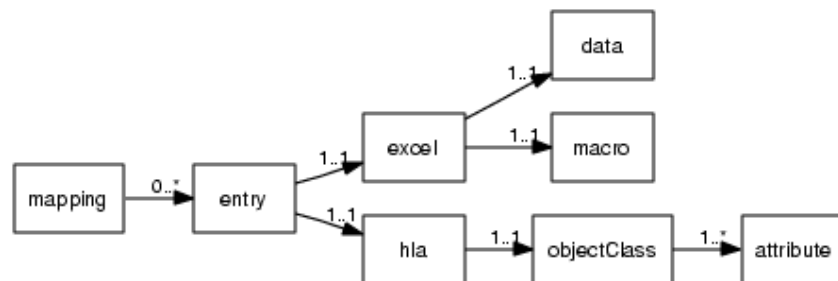 data
1..1
1..1
excel
macro
1..1
0..*
mapping
entry
1..1
1..1
1..*
hla
objectClass
attribute